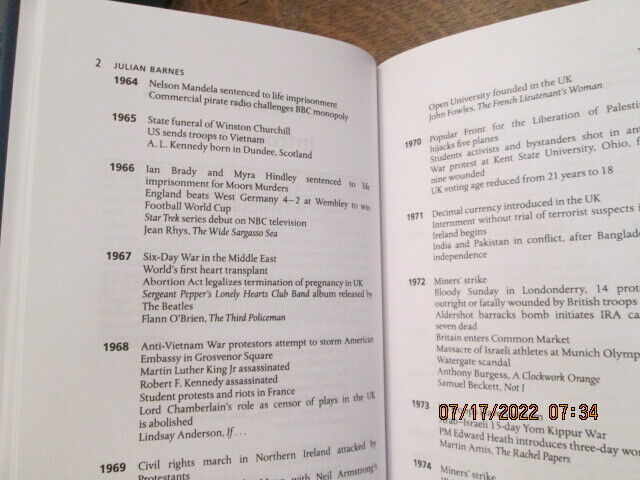 2 JULIAN BARNES
1964 Nelson Mandela sentenced to life imprisonment
Commercial pirate radio challenges BBC monopoly
1965 State funeral of Winston Churchill
US sends troops to Vietnam
A. L. Kennedy born in Dundee, Scotland
1966 Ian Brady and Myra Hindley sentenced to life
imprisonment for Moors Murders
England beats West Germany 4–2 at Wembley to win
Football World Cup
Star Trek series debut on NBC television
Jean Rhys, The Wide Sargasso Sea
1967 Six-Day War in the Middle East
World's first heart transplant
Abortion Act legalizes termination of pregnancy in UK
Sergeant Pepper's Lonely Hearts Club Band album released by
The Beatles
Flann O'Brien, The Third Policeman
1968 Anti-Vietnam War protestors attempt to storm American
Embassy in Grosvenor Square
Martin Luther King Jr assassinated
Robert F. Kennedy assassinated
Student protests and riots in France
Lord Chamberlain's role as censor of plays in the UK
is abolished
Lindsay Anderson, If . . .
1969 Civil rights march in Northern Ireland attacked by
Protestants
with Neil Armstrong's
Open University founded in the UK
John Fowles, The French Lieutenant's Woman
1970 Popular Front for the Liberation of Palesti
hijacks five planes
Students activists and bystanders shot in an
War protest at Kent State University, Ohio, f
nine wounded
UK voting age reduced from 21 years to 18
1971 Decimal currency introduced in the UK
Internment without trial of terrorist suspects i
Ireland begins
India and Pakistan in conflict, after Banglad
independence
1972 Miners' strike
Bloody Sunday in Londonderry, 14 prot
outright or fatally wounded by British troops
Aldershot barracks bomb initiates IRA ca
seven dead
Britain enters Common Market
Massacre of Israeli athletes at Munich Olymp
Watergate scandal
Anthony Burgess, A Clockwork Orange
Samuel Beckett, Not I
1973
Arab–Israeli 15-day Yom Kippur War
PM Edward Heath introduces three-day wo
Martin Amis, The Rachel Papers
1974 Miners' strike
07/17/2022 07:34